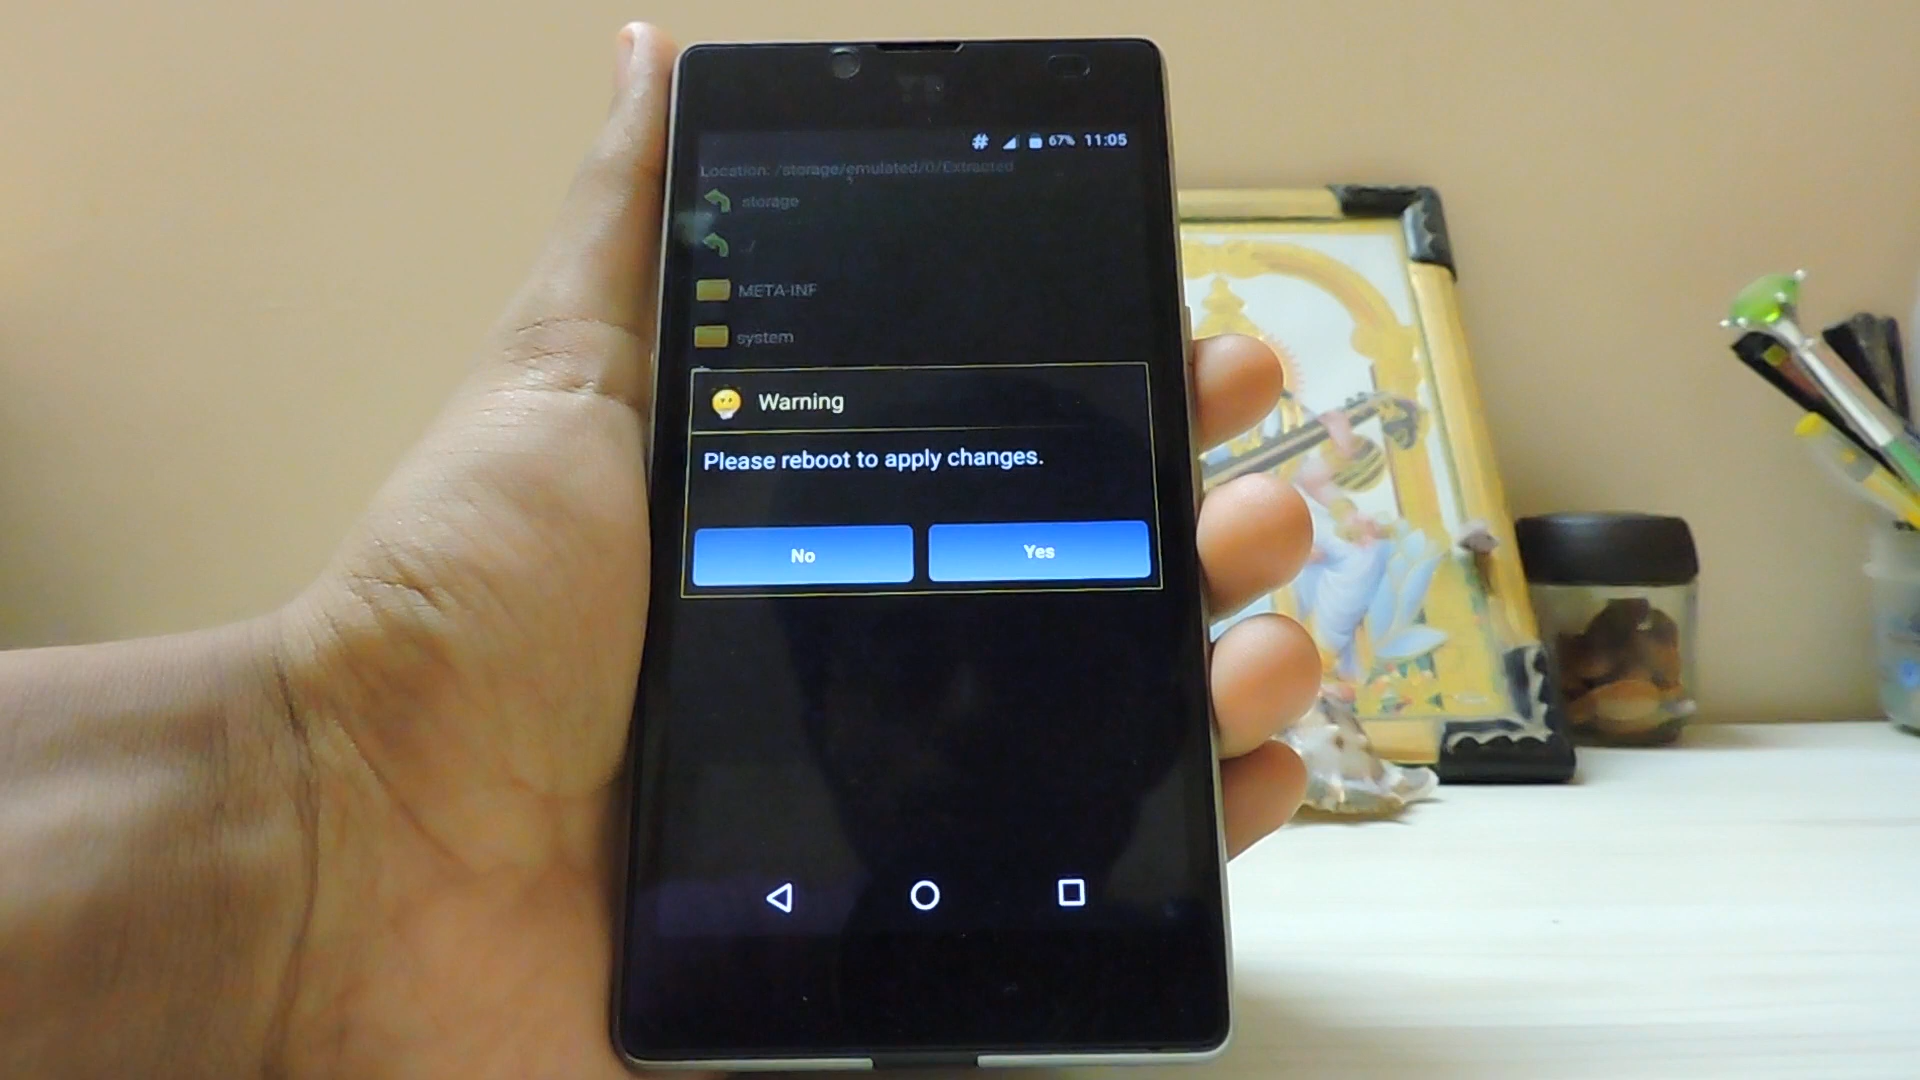 # 67% 11:05
Location: /storage/emulated/0/Extracted
storage
../
META-INF
system
Warning
Please reboot to apply changes.
No
Yes